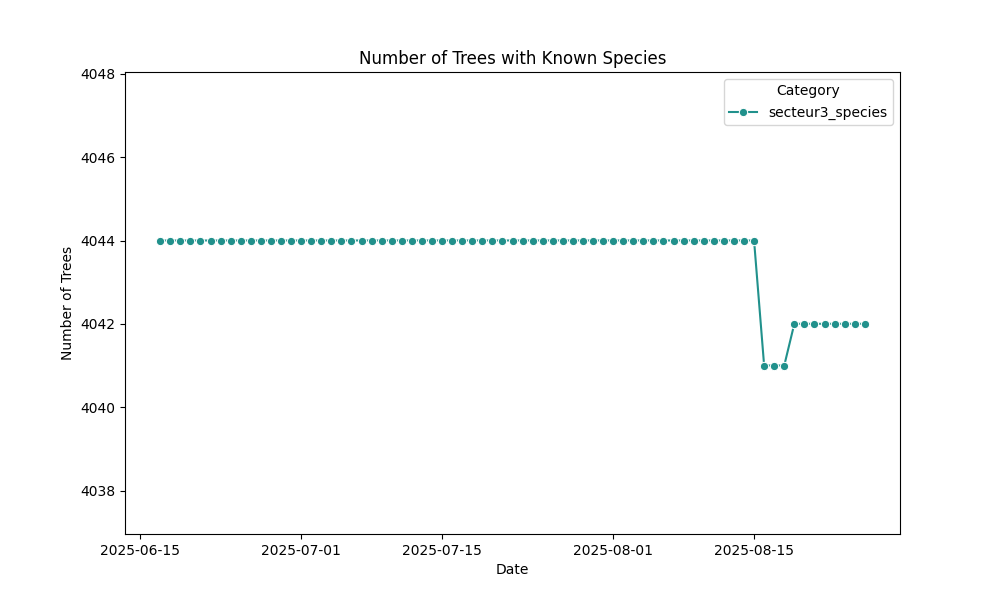 Number of Trees with Known Species
Category
secteur3_species
4048
4046
4044
4042
4040
4038
Number of Trees
2025-06-15
2025-07-01
2025-07-15
2025-08-01
2025-08-15
Date